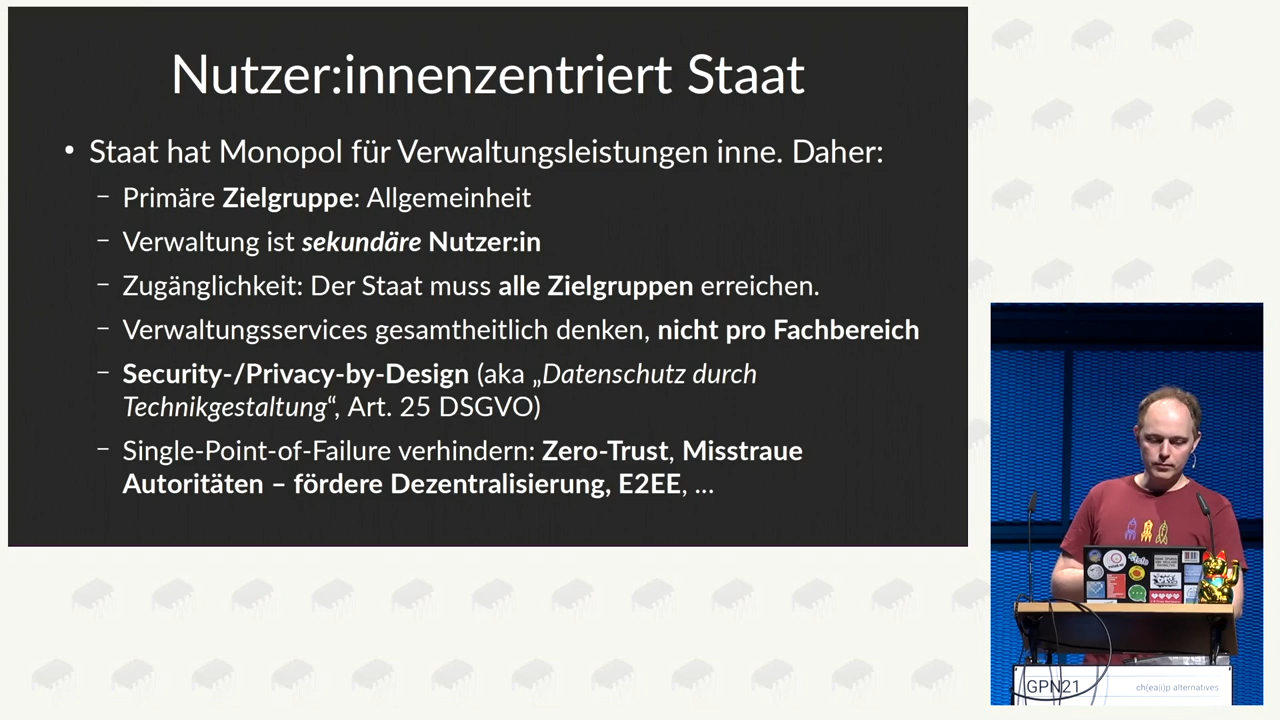 Nutzer:innenzentriert Staat
• Staat hat Monopol für Verwaltungsleistungen inne. Daher:
– Primäre Zielgruppe: Allgemeinheit
– Verwaltung ist sekundäre Nutzer:in
– Zugänglichkeit: Der Staat muss alle Zielgruppen erreichen.
– Verwaltungsservices gesamtheitlich denken, nicht pro Fachbereich
– Security-/Privacy-by-Design (aka „Datenschutz durch
Technikgestaltung“, Art. 25 DSGVO)
– Single-Point-of-Failure verhindern: Zero-Trust, Misstraue
Autoritäten – fördere Dezentralisierung, E2EE, ...
GPN21
ch(ea|i)p alternatives